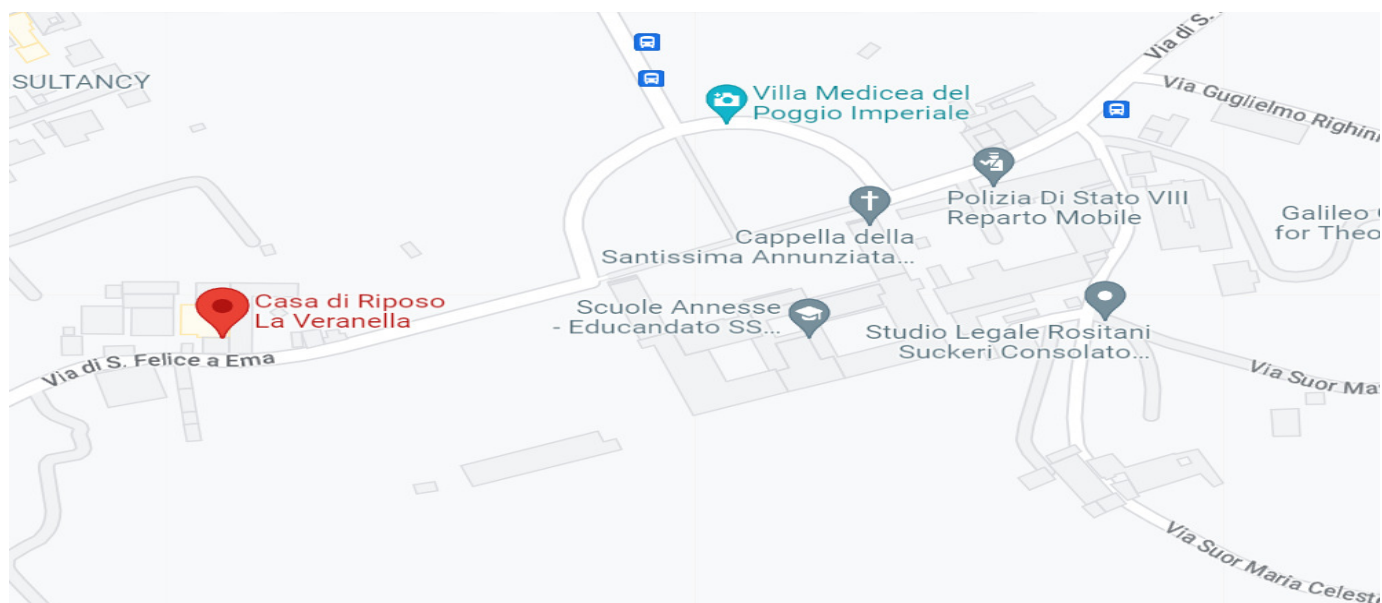 SULTANCY
Villa Medicea del
Poggio Imperiale
Via di S.
Via Guglielmo Righini
Polizia Di Stato VIII
Reparto Mobile
Galileo
for Theo
Cappella della
Santissima Annunziata...
Casa di Riposo
La Veranella
Scuole Annesse
- Educandato SS...
Studio Legale Rositani
Suckeri Consolato...
Via di S. Felice a Ema
Via Suor Mat
Via Suor Maria Celeste